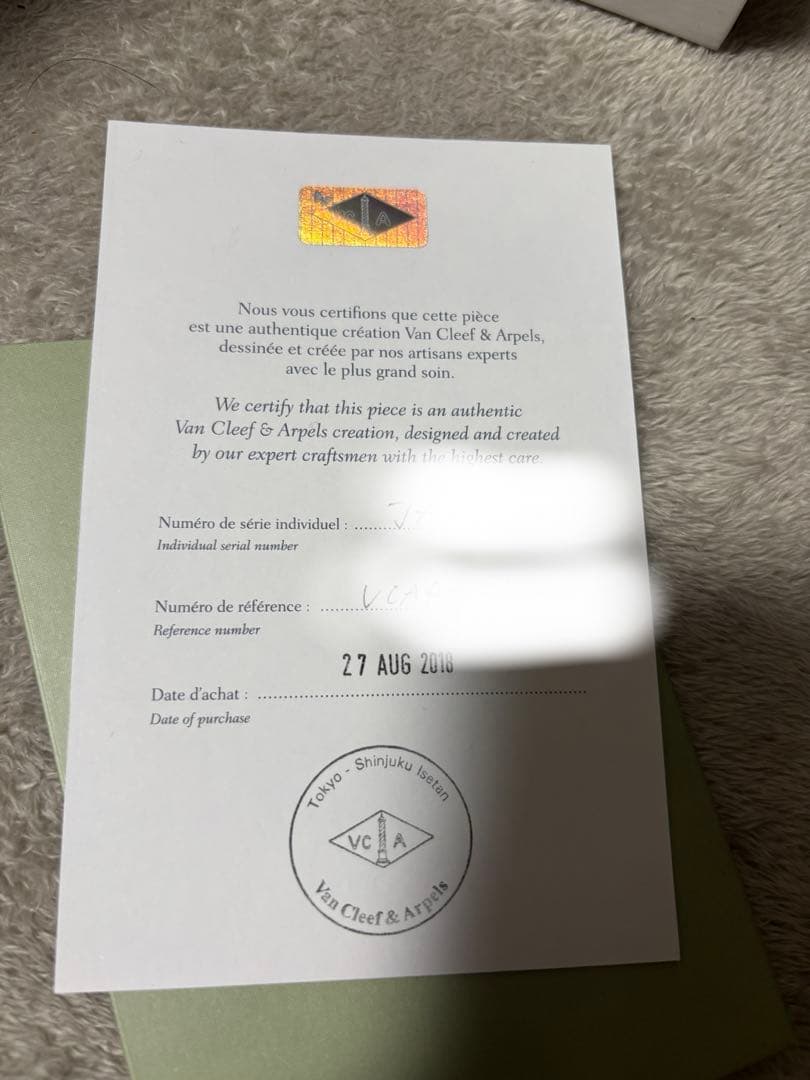 VC A
Nous vous certifions que cette pièce
est une authentique création Van Cleef & Arpels,
dessinée et créée par nos artisans experts
avec le plus grand soin.
We certify that this piece is an authentic
Van Cleef & Arpels creation, designed and created
by our expert craftsmen with the highest care.
Numéro de série individuel :
Individual serial number
Numéro de référence :
Reference number
27 AUG 2018
Date d'achat :
Date of purchase
Tokyo - Shinjuku Isetan
VC A
Van Cleef & Arpels